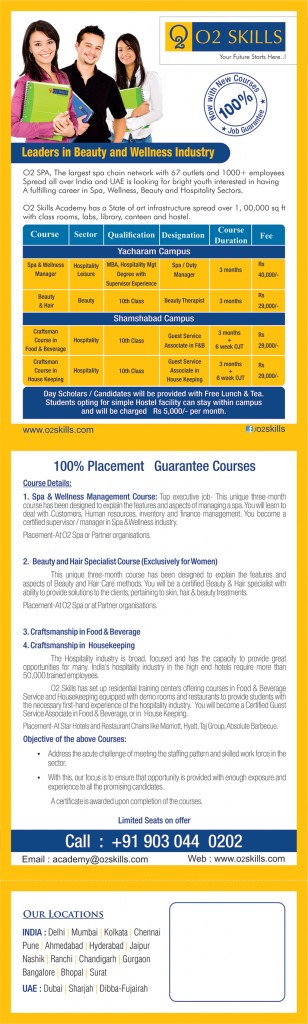 O2 SKILLS
Your Future Starts Here..!
Now with New Courses
100%
Job Guarantee
Leaders in Beauty and Wellness Industry
O2 SPA, The largest spa chain network with 67 outlets and 1000+ employees
Spread all over India and UAE is looking for bright youth interested in having
A fulfilling career in Spa, Wellness, Beauty and Hospitality Sectors.
O2 Skills Academy has a State of art infrastructure spread over 1, 00,000 sq ft
with class rooms, labs, library, canteen and hostel.
Course Sector Qualification Designation Course Duration Fee
Yacharam Campus
Spa & Wellness Manager Hospitality Leisure MBA, Hospitality Mgt Degree with Supervisor Experience Spa / Duty Manager 3 months Rs 40,000/-
Beauty & Hair Beauty 10th Class Beauty Therapist 3 months Rs 29,000/-
Shamshabad Campus
Craftsman Course in Food & Beverage Hospitality 10th Class Guest Service Associate in F&B 3 months + 6 week OJT Rs 29,000/-
Craftsman Course in House Keeping Hospitality 10th Class Guest Service Associate in House Keeping 3 months + 6 week OJT Rs 29,000/-
Day Scholars / Candidates will be provided with Free Lunch & Tea.
Students opting for simple Hostel facility can stay within campus
and will be charged Rs 5,000/- per month.
www.o2skills.com f/o2skills
100% Placement Guarantee Courses
Course Details:
1. Spa & Wellness Management Course: Top executive job- This unique three-month
course has been designed to explain the features and aspects of managing a spa. You will learn to
deal with Customers, Human resources, inventory and finance management. You become a
certified supervisor / manager in Spa & Wellness industry.
Placement-At O2 Spa or Partner organisations.
2. Beauty and Hair Specialist Course (Exclusively for Women)
This unique three-month course has been designed to explain the features and
aspects of Beauty and Hair Care methods. You will be a certified Beauty & Hair specialist with
ability to provide solutions to the clients, pertaining to skin, hair & beauty treatments.
Placement-At O2 Spa or at Partner organisations.
3. Craftsmanship in Food & Beverage
4. Craftsmanship in Housekeeping
The Hospitality industry is broad, focused and has the capacity to provide great
opportunities for many. India's hospitality industry in the high end hotels require more than
50,000 trained employees.
O2 Skills has set up residential training centers offering courses in Food & Beverage
Service and Housekeeping equipped with demo rooms and restaurants to provide students with
the necessary first-hand experience of the hospitality industry. You will become a Certified Guest
Service Associate in Food & Beverage, or in House Keeping.
Placement- At Star Hotels and Restaurant Chains like Marriott, Hyatt, Taj Group, Absolute Barbecue.
Objective of the above Courses:
• Address the acute challenge of meeting the staffing pattern and skilled work force in the
sector.
• With this, our focus is to ensure that opportunity is provided with enough exposure and
experience to all the promising candidates.
A certificate is awarded upon completion of the courses.
Limited Seats on offer
Call : +91 903 044 0202
Email : academy@o2skills.com Web : www.o2skills.com
OUR LOCATIONS
INDIA : Delhi | Mumbai | Kolkata | Chennai
Pune | Ahmedabad | Hyderabad | Jaipur
Nashik | Ranchi | Chandigarh | Gurgaon
Bangalore | Bhopal | Surat
UAE : Dubai | Sharjah | Dibba-Fujairah